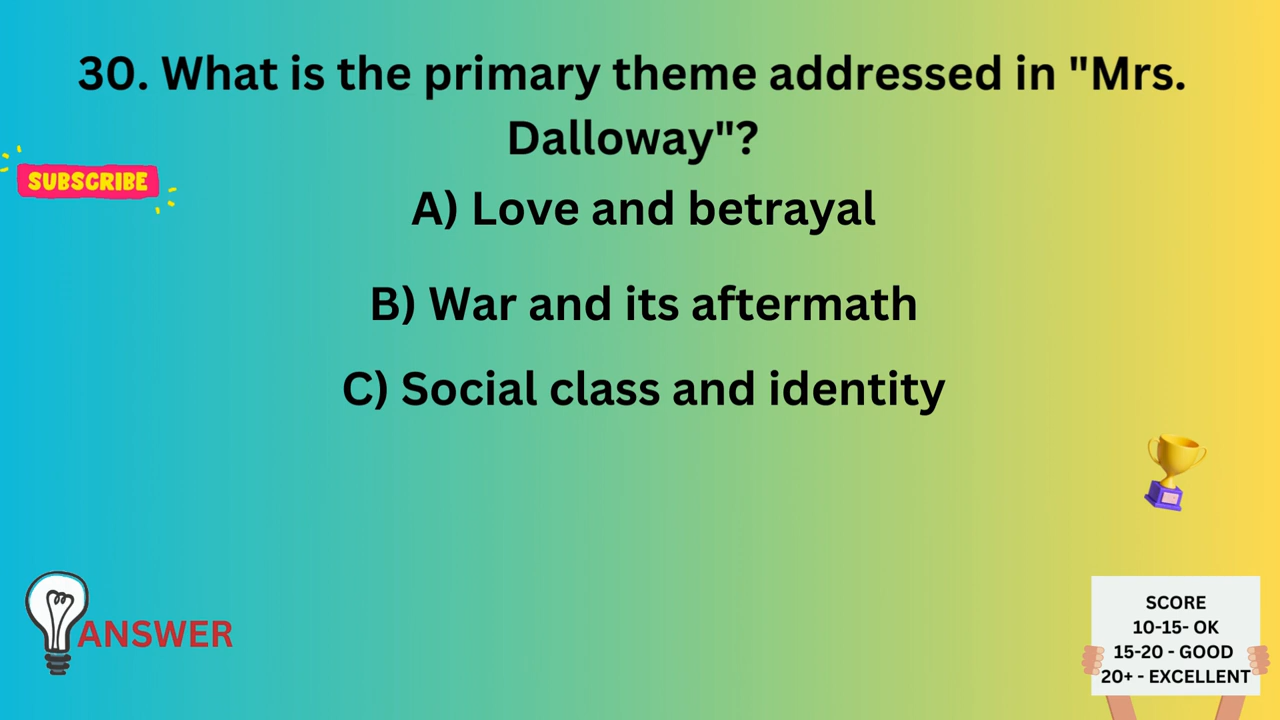 30. What is the primary theme addressed in "Mrs.
Dalloway"?
SUBSCRIBE
A) Love and betrayal
B) War and its aftermath
C) Social class and identity
ANSWER
SCORE
10-15- OK
15-20 - GOOD
20+ - EXCELLENT